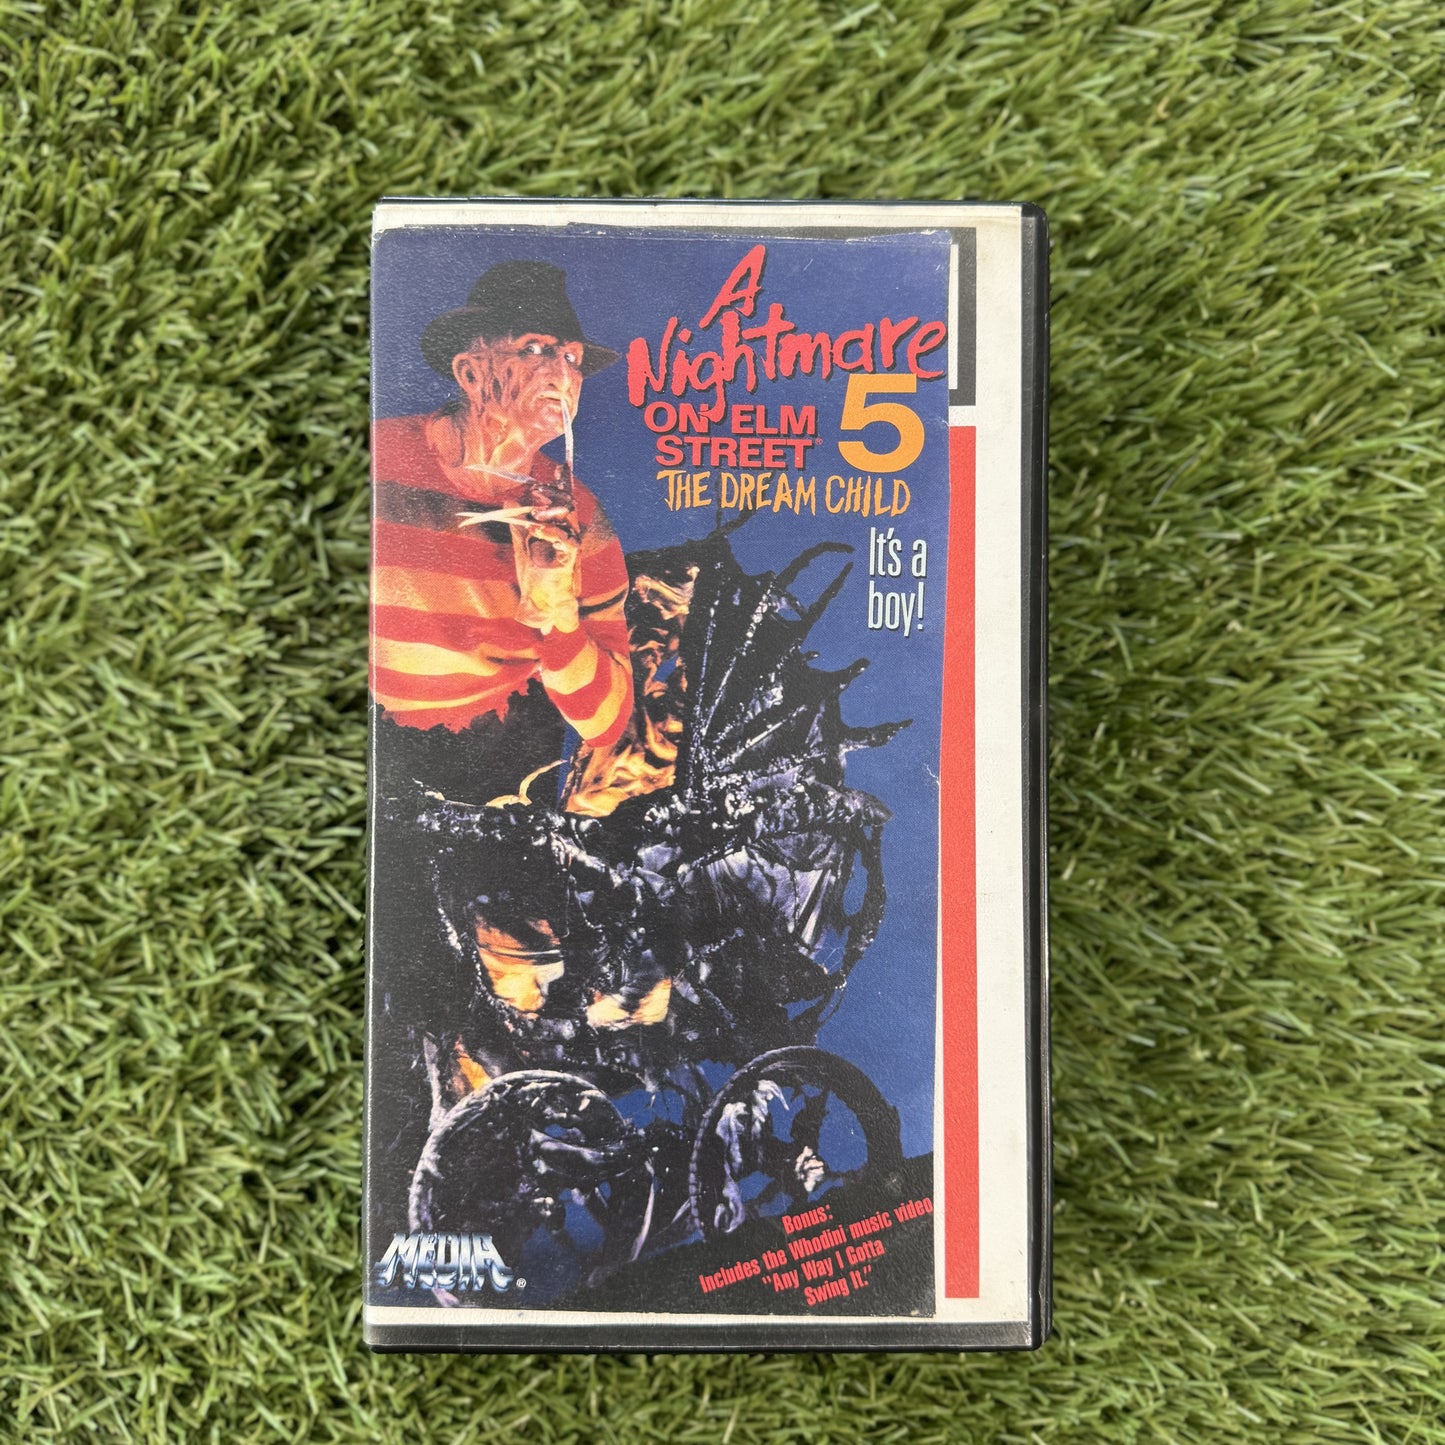 A
Nightmare
ON ELM
STREET® 5
THE DREAM CHILD
It's a
boy!
Bonus:
Includes the Whodini music video
"Any Way I Gotta
Swing It."
MEDIA®